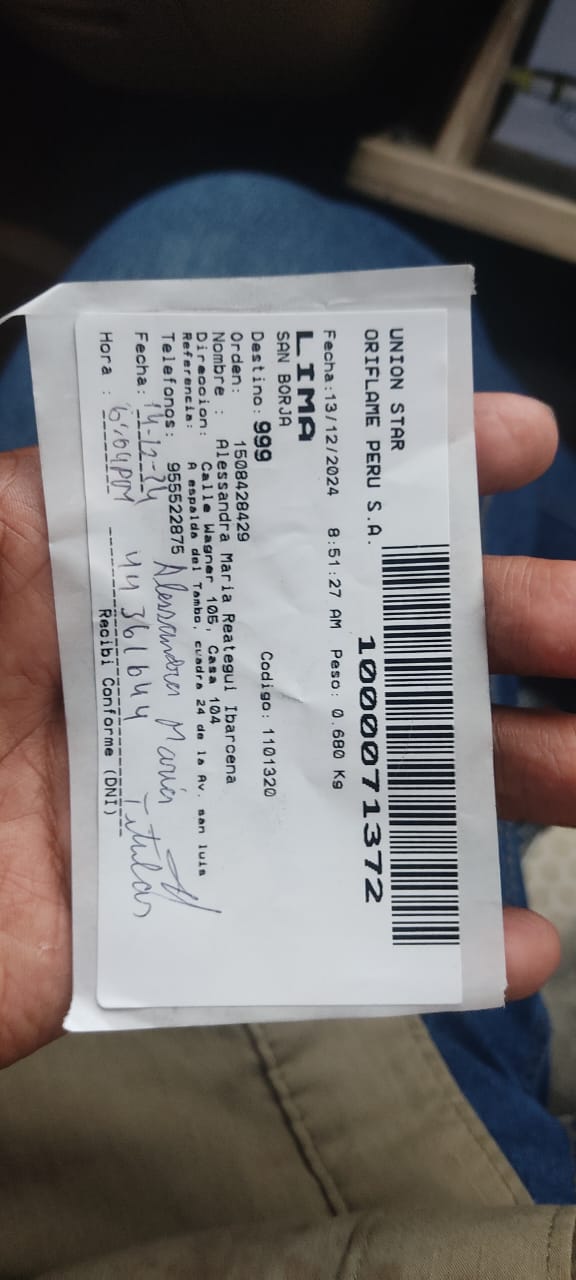 UNION STAR
ORIFLAME PERU S.A.
1000071372
Fecha:13/12/2024 8:51:27 AM Peso: 0.680 Kg
LIMA
SAN BORJA
Destino: 999 Codigo: 1101320
Orden: 1508428429
Nombre : Alessandra Maria Reategui Ibarcena
Direccion: Calle Wagner 105, Casa 104
Referencia: A espalda del Tambo, cuadra 24 de la Av. san luis
Telefonos: 955522875 Alessandra María
Fecha: 14-12-24 44361644 Titular
Hora : 6:04PM Recibi Conforme (DNI)